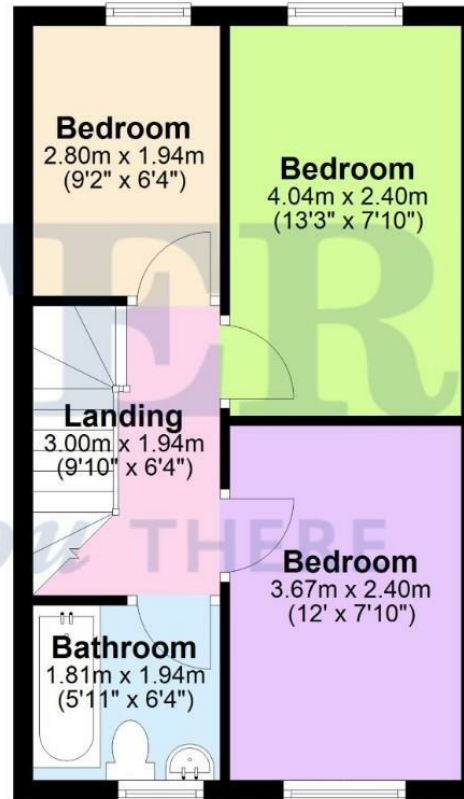 Bedroom
2.80m x 1.94m
(9'2" x 6'4")
Bedroom
4.04m x 2.40m
(13'3" x 7'10")
Landing
3.00m x 1.94m
(9'10" x 6'4")
Bedroom
3.67m x 2.40m
(12' x 7'10")
Bathroom
1.81m x 1.94m
(5'11" x 6'4")
THERE